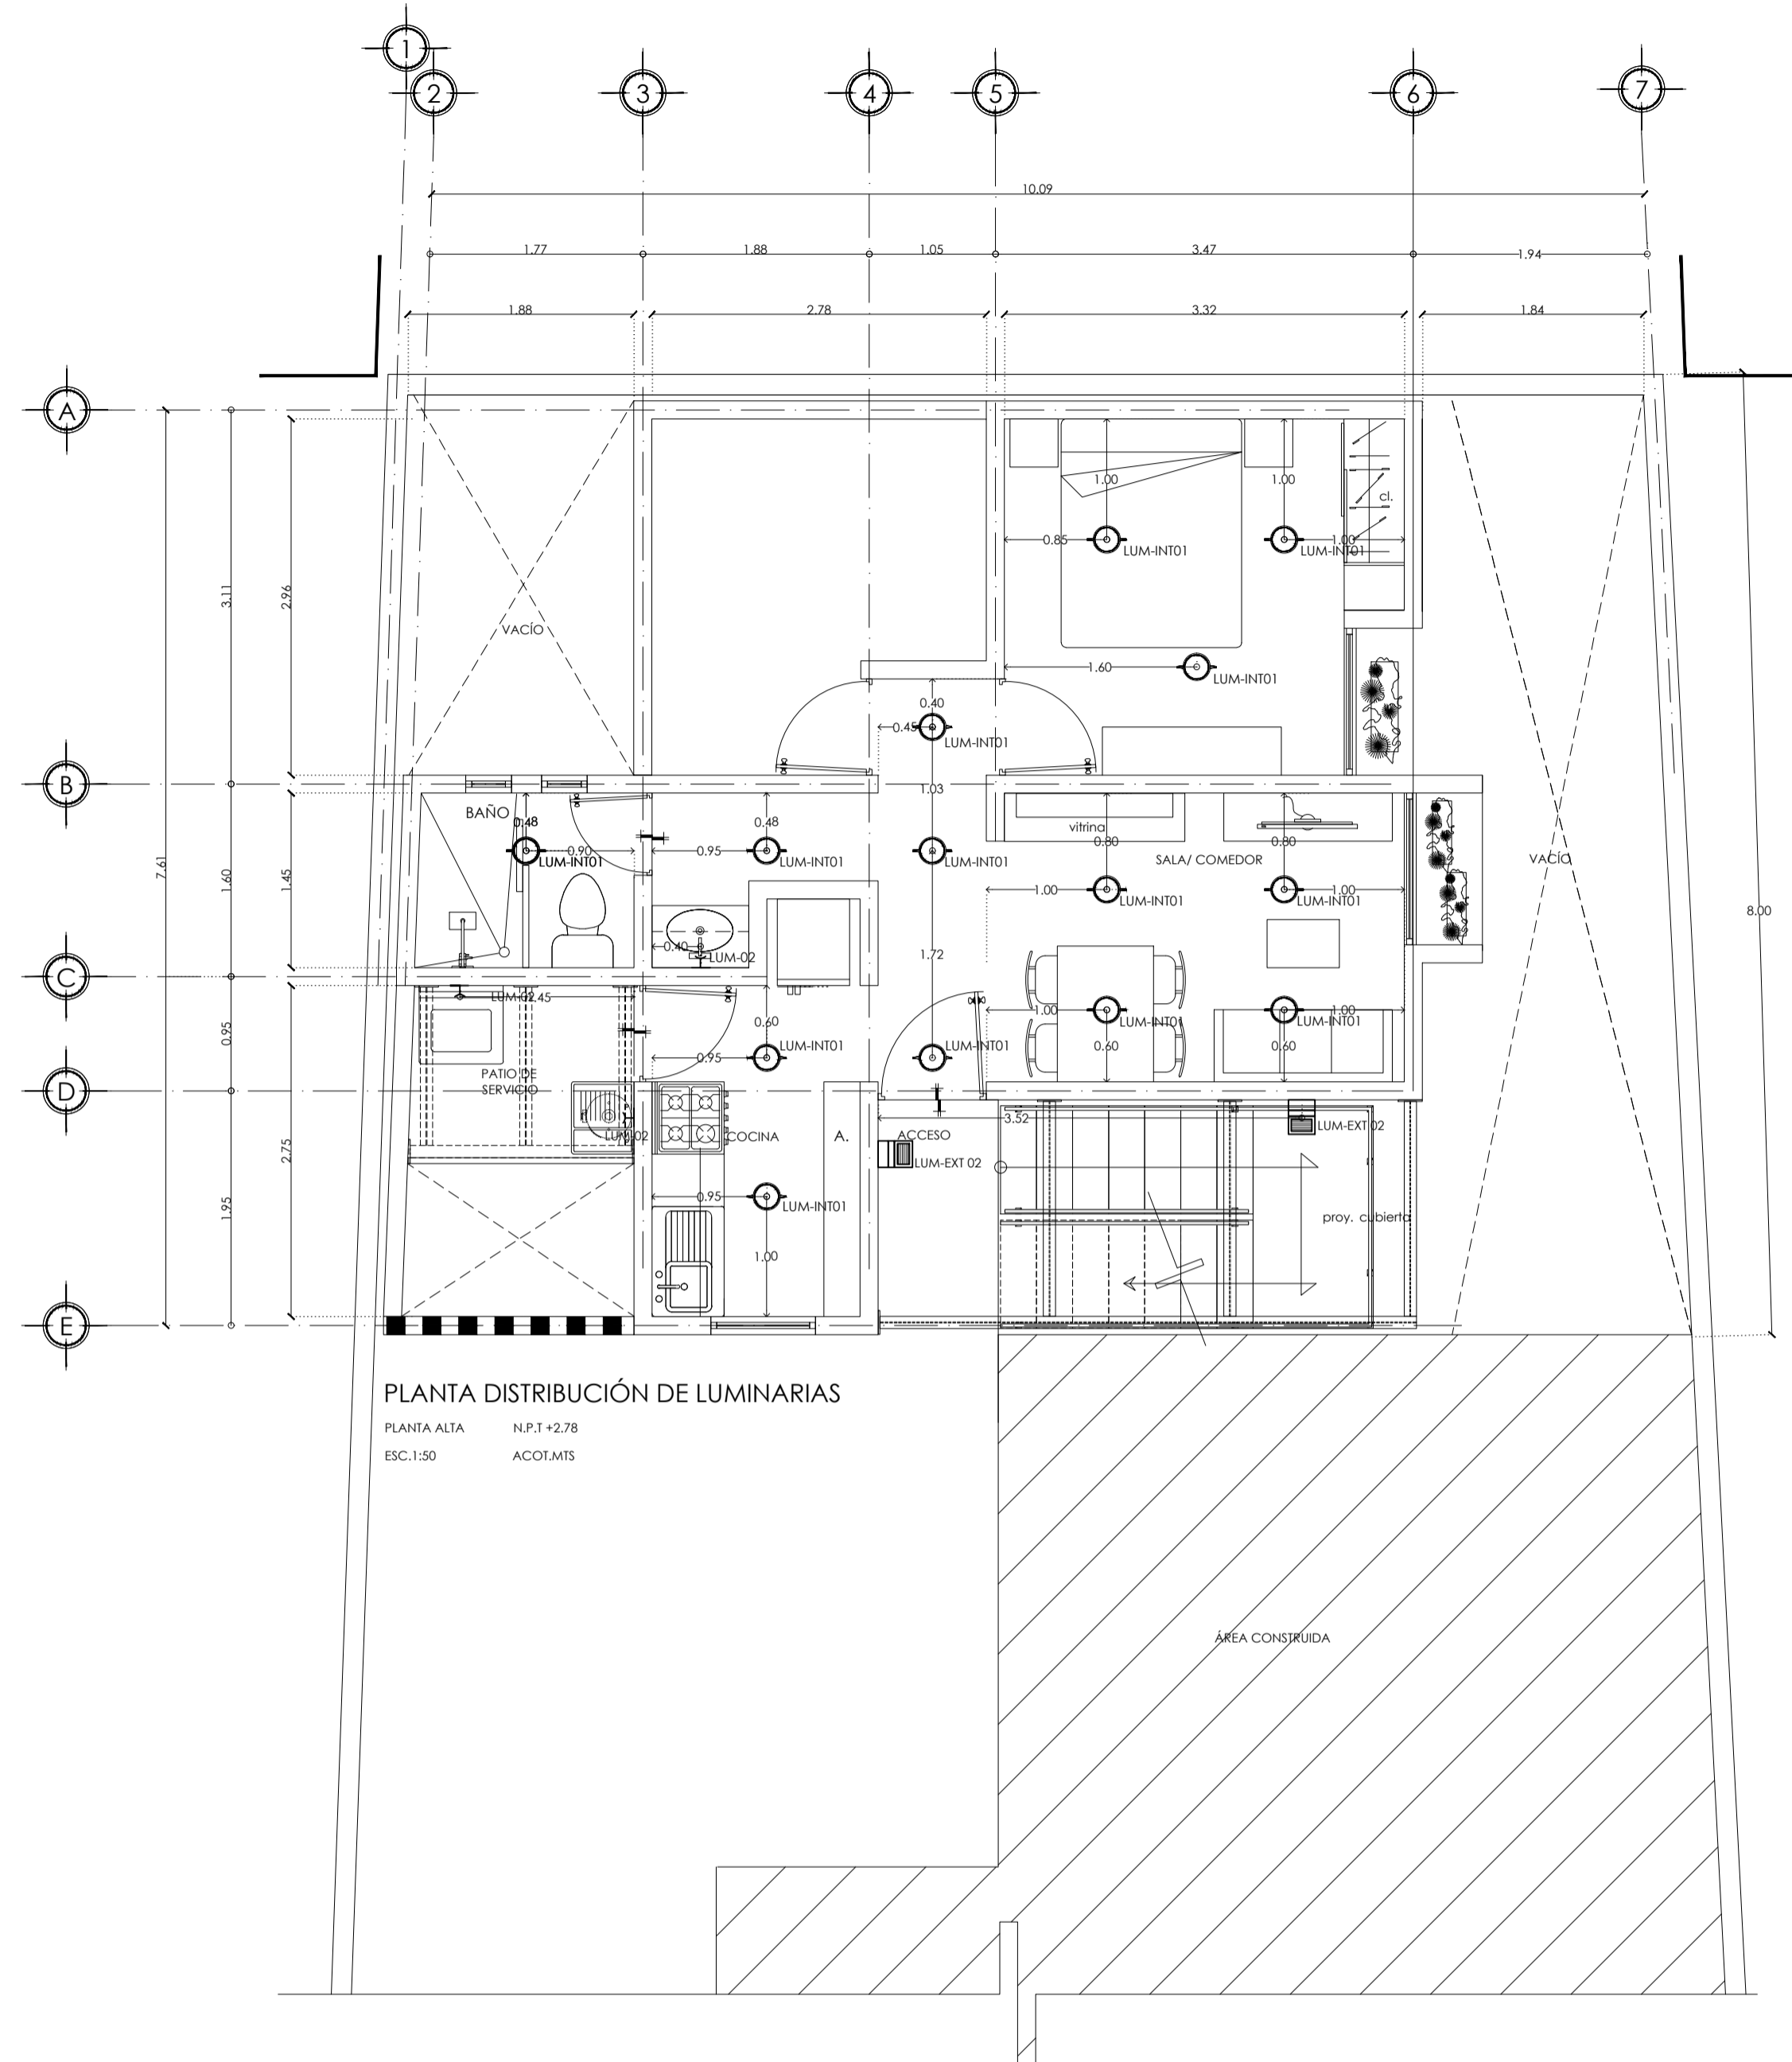 1
2
3
4
5
6
7
10.09
1.77
1.88
1.05
3.47
1.94
1.88
2.78
3.32
1.84
A
B
C
D
E
7.61
3.11
1.60
0.95
1.95
2.96
1.45
2.75
8.00
VACÍO
1.00
1.00
cl.
0.85
LUM-INT01
1.00
LUM-INT01
1.60
LUM-INT01
0.40
0.45
LUM-INT01
1.03
BAÑO
0.48
0.90
LUM-INT01
0.48
0.95
LUM-INT01
LUM-INT01
vitrina
0.80
SALA/ COMEDOR
0.80
VACÍO
1.00
LUM-INT01
1.00
LUM-INT01
0.40
LUM-02
1.72
LUM-02
1.45
0.60
0.95
LUM-INT01
LUM-INT01
1.00
LUM-INT01
0.60
1.00
LUM-INT01
0.60
PATIO DE
SERVICIO
LUM-02
COCINA
A.
ACCESO
3.52
LUM-EXT 02
LUM-EXT 02
0.95
LUM-INT01
1.00
proy. cubierta
PLANTA DISTRIBUCIÓN DE LUMINARIAS
PLANTA ALTA N.P.T +2.78
ESC.1:50 ACOT.MTS
ÁREA CONSTRUIDA